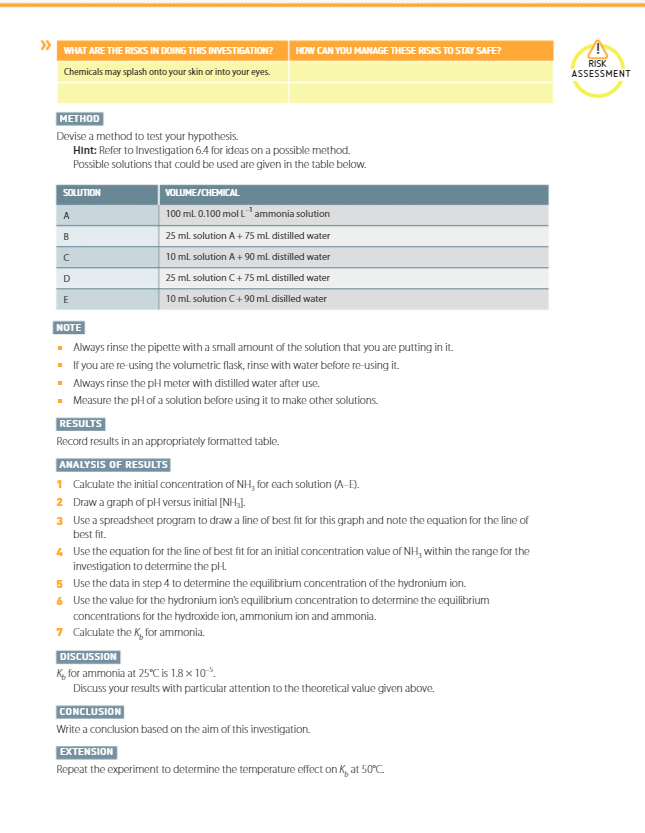 »
WHAT ARE THE RISKS IN DOING THIS INVESTIGATION? HOW CAN YOU MANAGE THESE RISKS TO STAY SAFE?
Chemicals may splash onto your skin or into your eyes.
!
RISK
ASSESSMENT
METHOD
Devise a method to test your hypothesis.
Hint: Refer to Investigation 6.4 for ideas on a possible method.
Possible solutions that could be used are given in the table below.
SOLUTION VOLUME/CHEMICAL
A 100 mL 0.100 mol L⁻¹ ammonia solution
B 25 mL solution A + 75 mL distilled water
C 10 mL solution A + 90 mL distilled water
D 25 mL solution C + 75 mL distilled water
E 10 mL solution C + 90 mL disilled water
NOTE
▪ Always rinse the pipette with a small amount of the solution that you are putting in it.
▪ If you are re-using the volumetric flask, rinse with water before re-using it.
▪ Always rinse the pH meter with distilled water after use.
▪ Measure the pH of a solution before using it to make other solutions.
RESULTS
Record results in an appropriately formatted table.
ANALYSIS OF RESULTS
1 Calculate the initial concentration of NH₃ for each solution (A–E).
2 Draw a graph of pH versus initial [NH₃].
3 Use a spreadsheet program to draw a line of best fit for this graph and note the equation for the line of
best fit.
4 Use the equation for the line of best fit for an initial concentration value of NH₃ within the range for the
investigation to determine the pH.
5 Use the data in step 4 to determine the equilibrium concentration of the hydronium ion.
6 Use the value for the hydronium ion's equilibrium concentration to determine the equilibrium
concentrations for the hydroxide ion, ammonium ion and ammonia.
7 Calculate the K_b for ammonia.
DISCUSSION
K_b for ammonia at 25°C is 1.8 × 10⁻⁵.
Discuss your results with particular attention to the theoretical value given above.
CONCLUSION
Write a conclusion based on the aim of this investigation.
EXTENSION
Repeat the experiment to determine the temperature effect on K_b at 50°C.